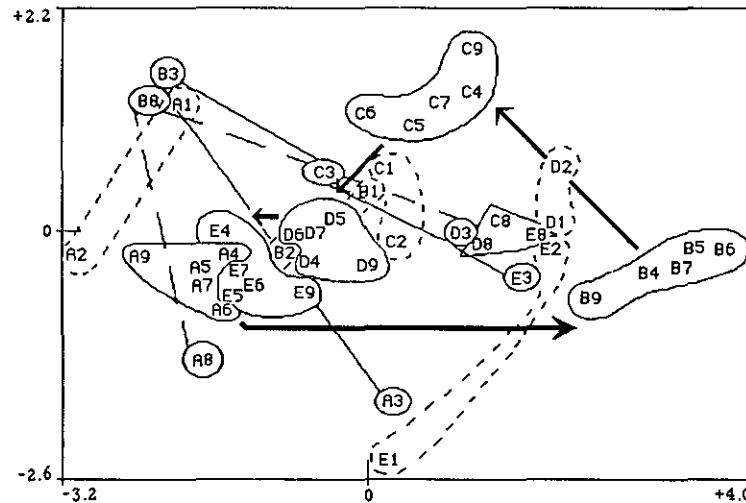 +2.2
C9
B3
B8 A1
C7 C4
C6
C5
C3 C1 D2
B1
0 D5 C8 D1
E4 D6 D7 D3 E8
A2 A9 A4 B2 C2 D8 E2 B5 B6
A5 E7 D4 D9 B4 B7
A7 E6 E3
E5 E9 B9
A6
A8
A3
E1
-2.6
-3.2 0 +4.0